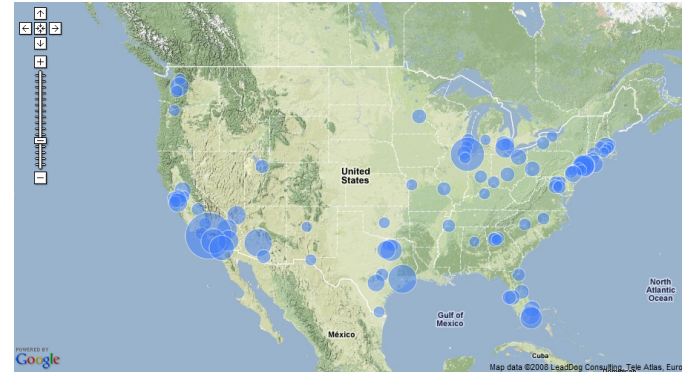 United
States
North
Atlantic
Ocean
Gulf of
Mexico
México
Cuba
POWERED BY
Google
Map data ©2008 LeadDog Consulting, Tele Atlas, Euro